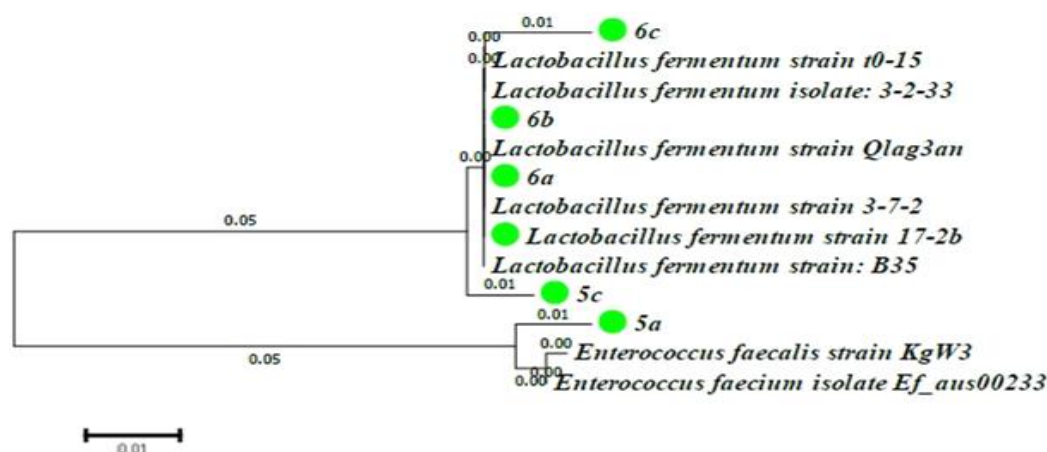 0.01
6c
0.00
0.00
Lactobacillus fermentum strain t0-15
Lactobacillus fermentum isolate: 3-2-33
6b
0.00
Lactobacillus fermentum strain Qlag3an
6a
Lactobacillus fermentum strain 3-7-2
0.05
Lactobacillus fermentum strain 17-2b
Lactobacillus fermentum strain: B35
0.01
5c
0.01
5a
0.00
Enterococcus faecalis strain KgW3
0.05
0.00
0.00
Enterococcus faecium isolate Ef_aus00233
0.01